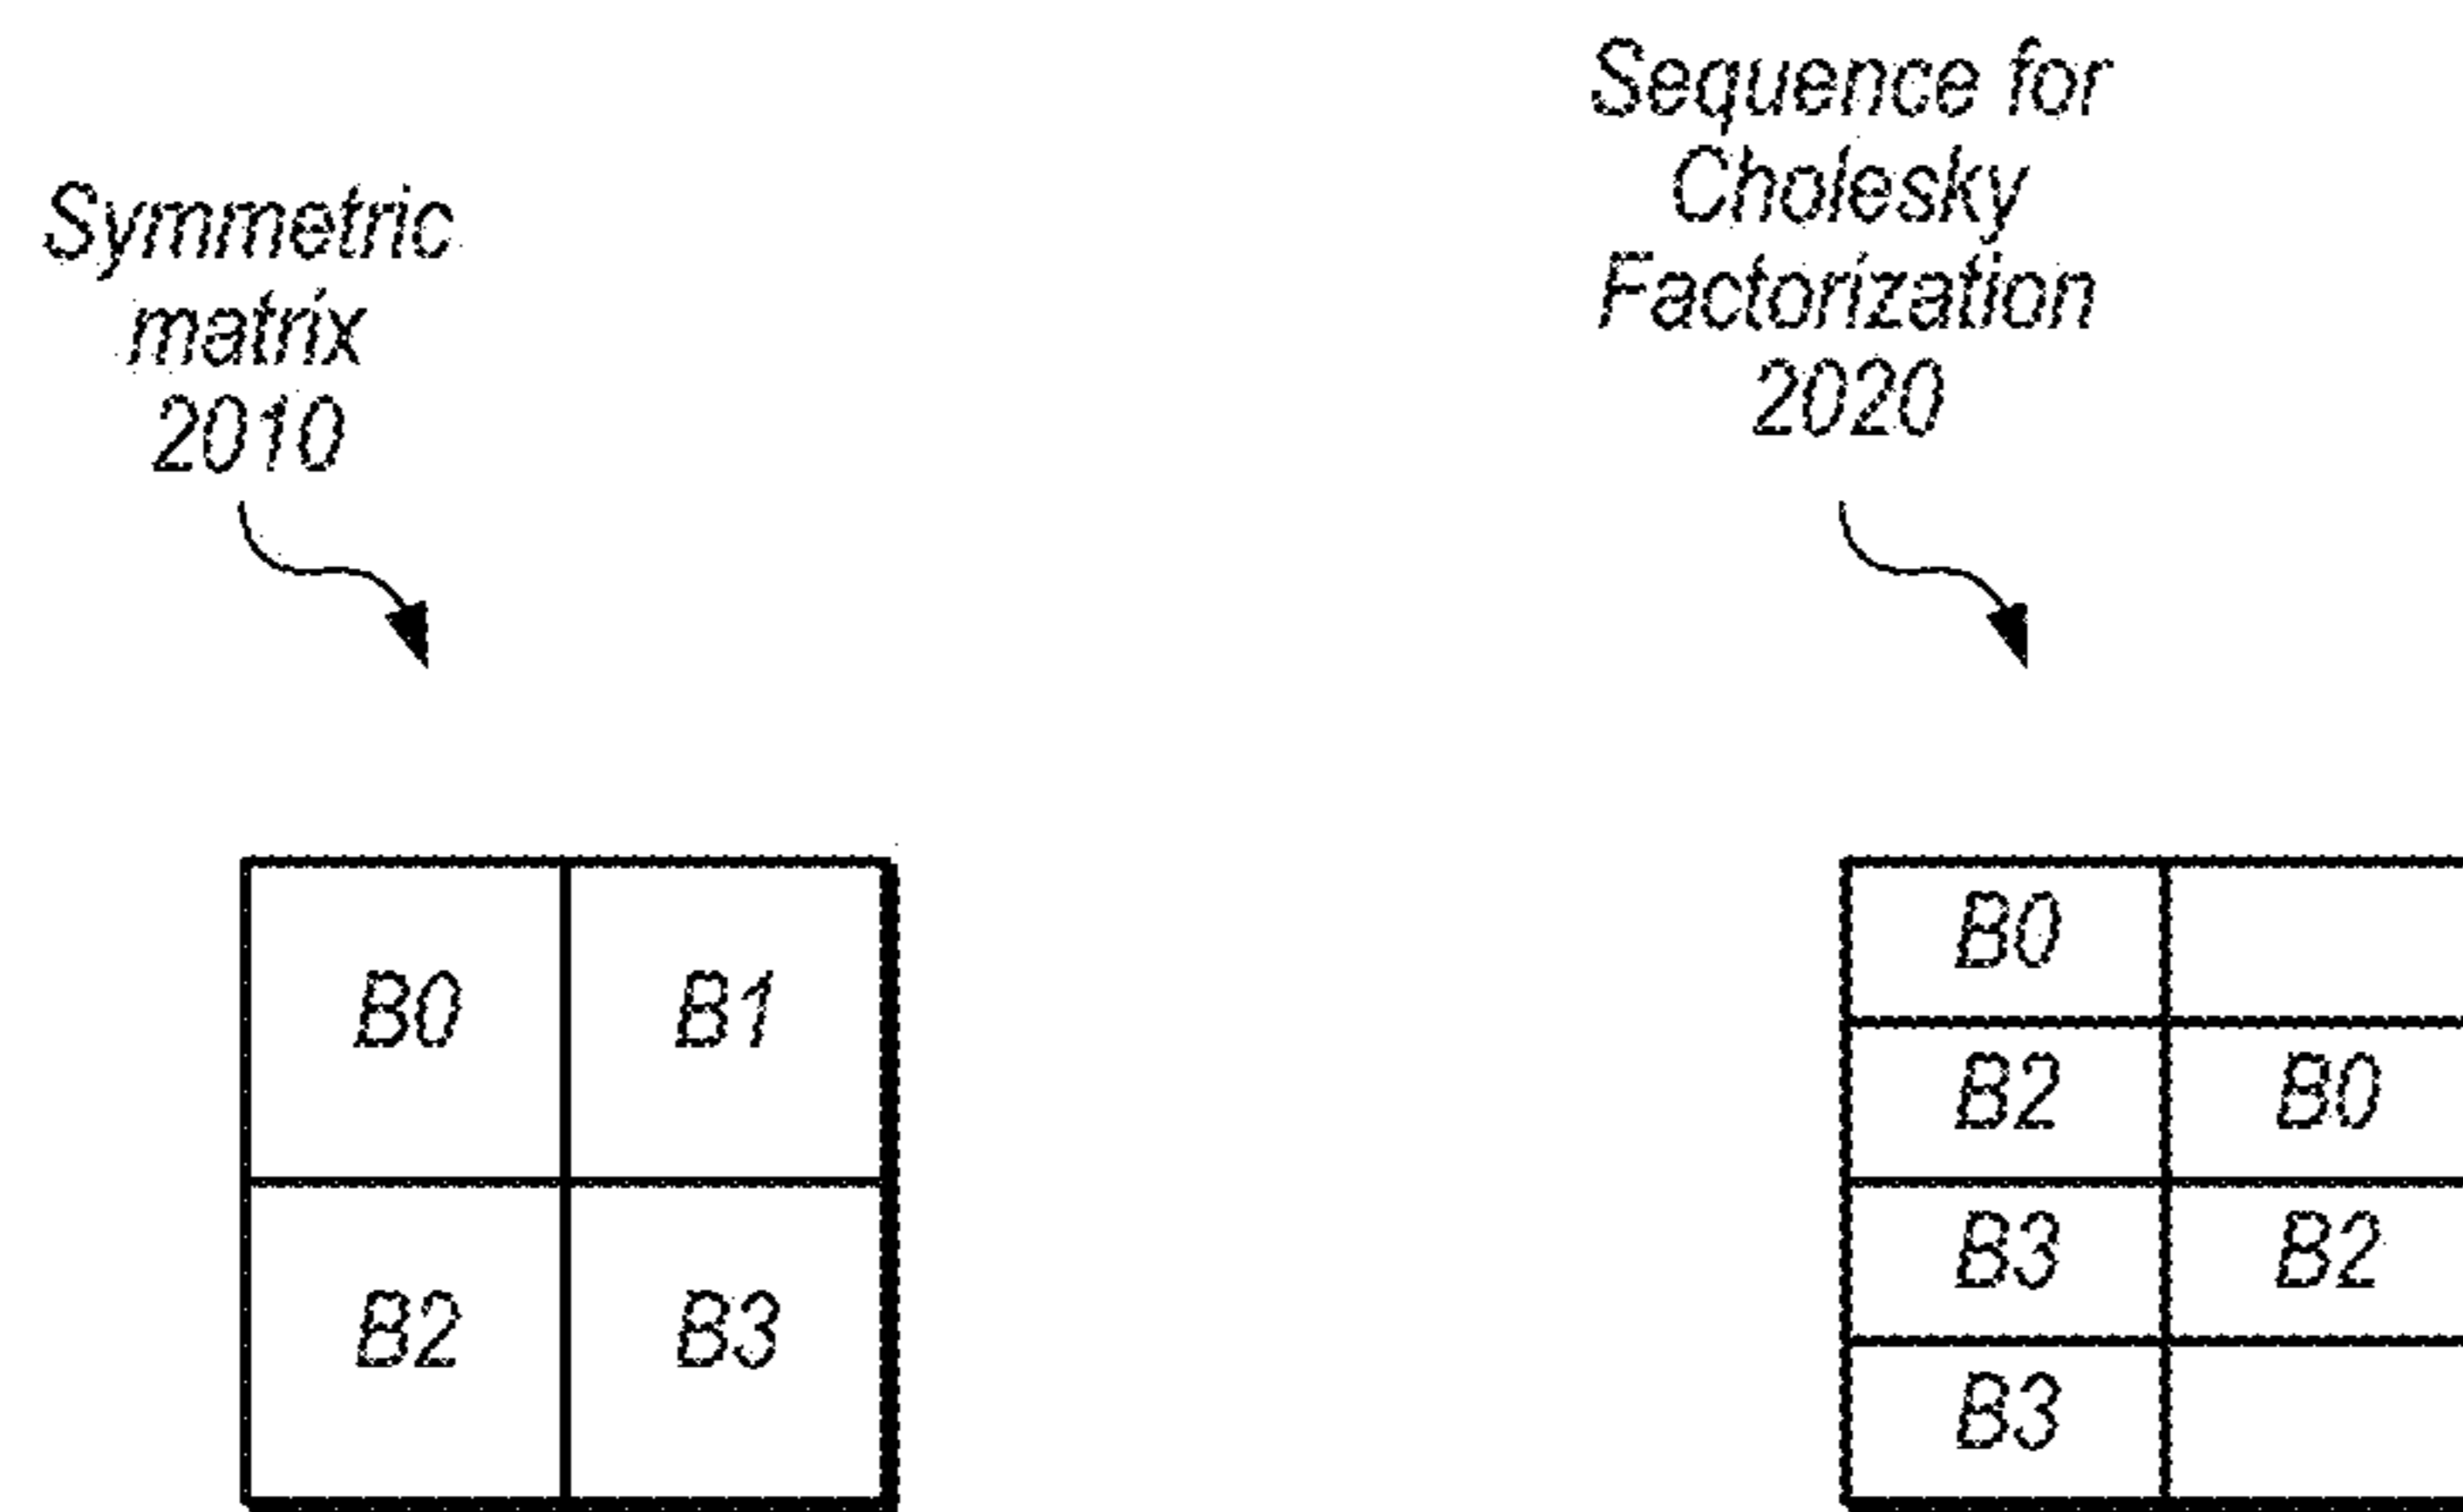 Symmetric
matrix
2010
Sequence for
Cholesky
Factorization
2020
B0 B1
B2 B3
B0
B2 B0
B3 B2
B3